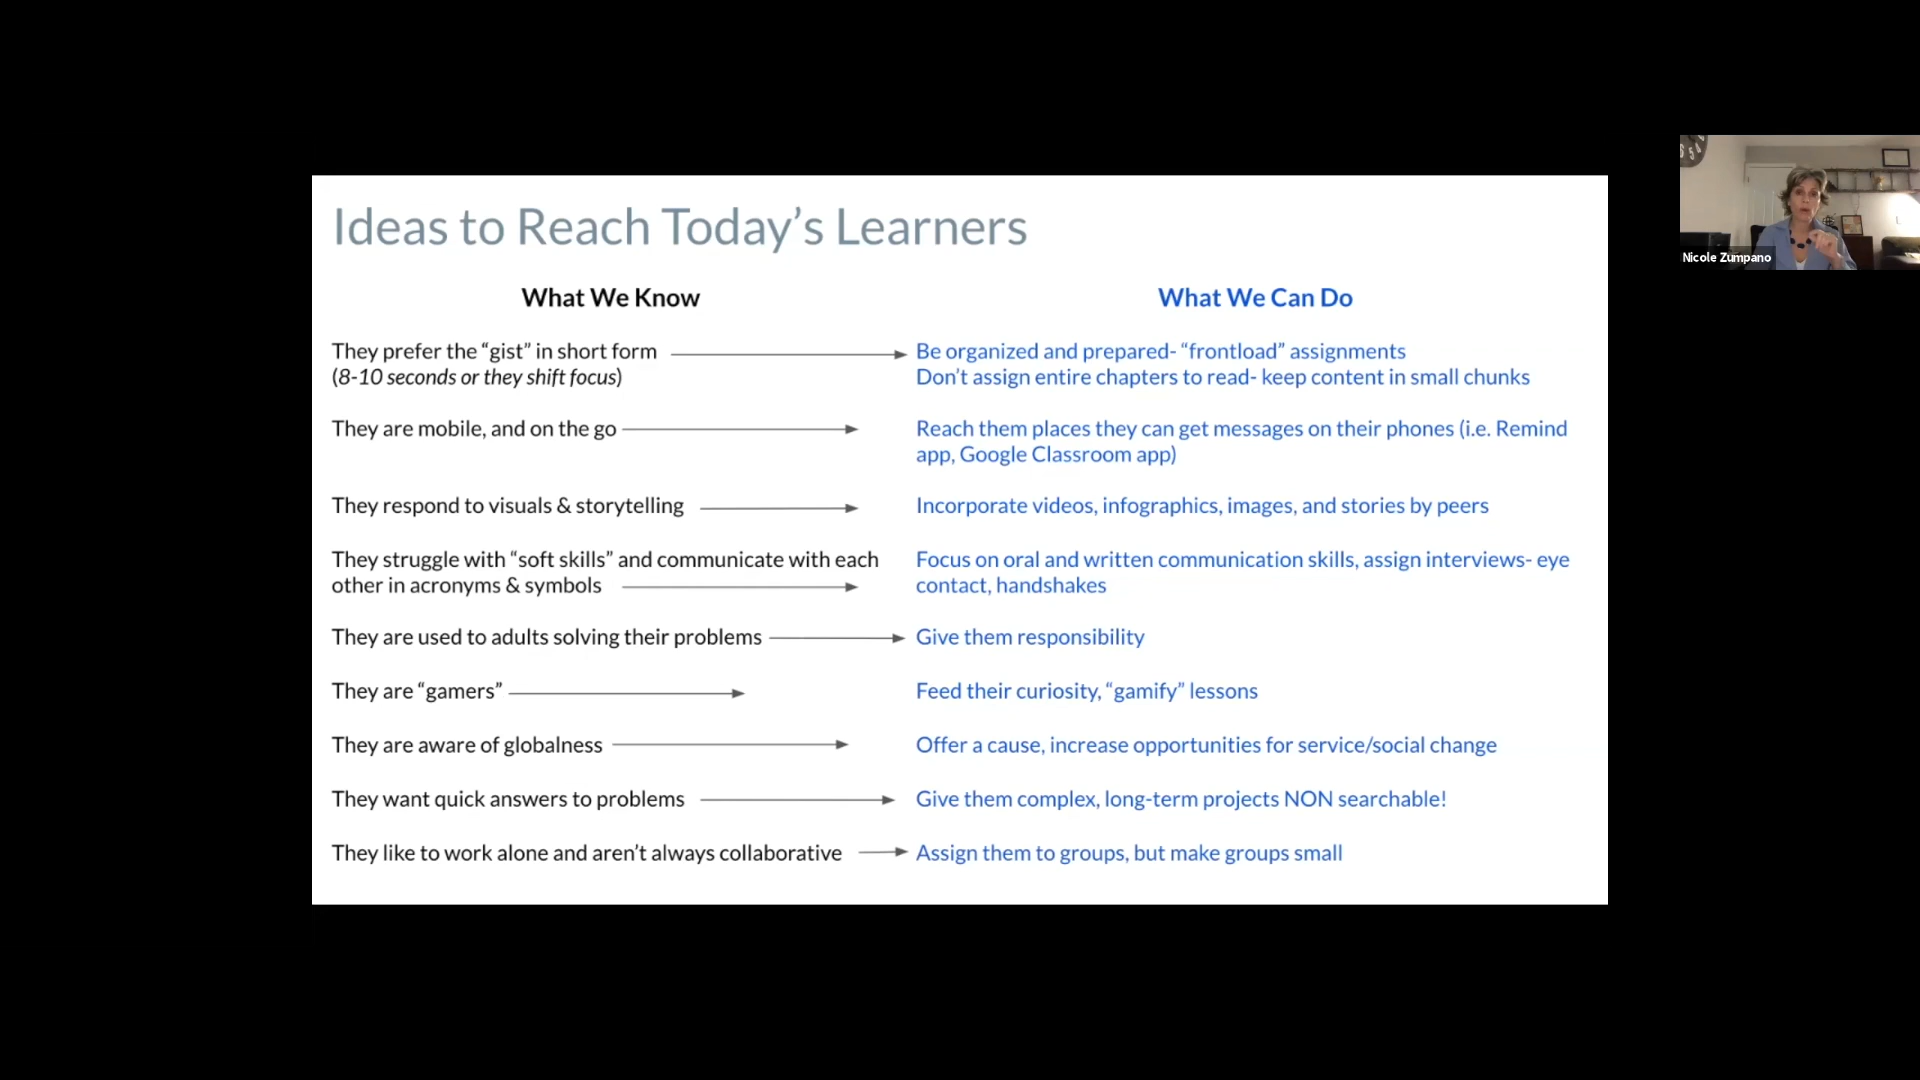 Ideas to Reach Today’s Learners
What We Know
What We Can Do
They prefer the “gist” in short form
(8-10 seconds or they shift focus)
Be organized and prepared- “frontload” assignments
Don’t assign entire chapters to read- keep content in small chunks
They are mobile, and on the go
Reach them places they can get messages on their phones (i.e. Remind
app, Google Classroom app)
They respond to visuals & storytelling
Incorporate videos, infographics, images, and stories by peers
They struggle with “soft skills” and communicate with each
other in acronyms & symbols
Focus on oral and written communication skills, assign interviews- eye
contact, handshakes
They are used to adults solving their problems
Give them responsibility
They are “gamers”
Feed their curiosity, “gamify” lessons
They are aware of globalness
Offer a cause, increase opportunities for service/social change
They want quick answers to problems
Give them complex, long-term projects NON searchable!
They like to work alone and aren’t always collaborative
Assign them to groups, but make groups small
Nicole Zumpano